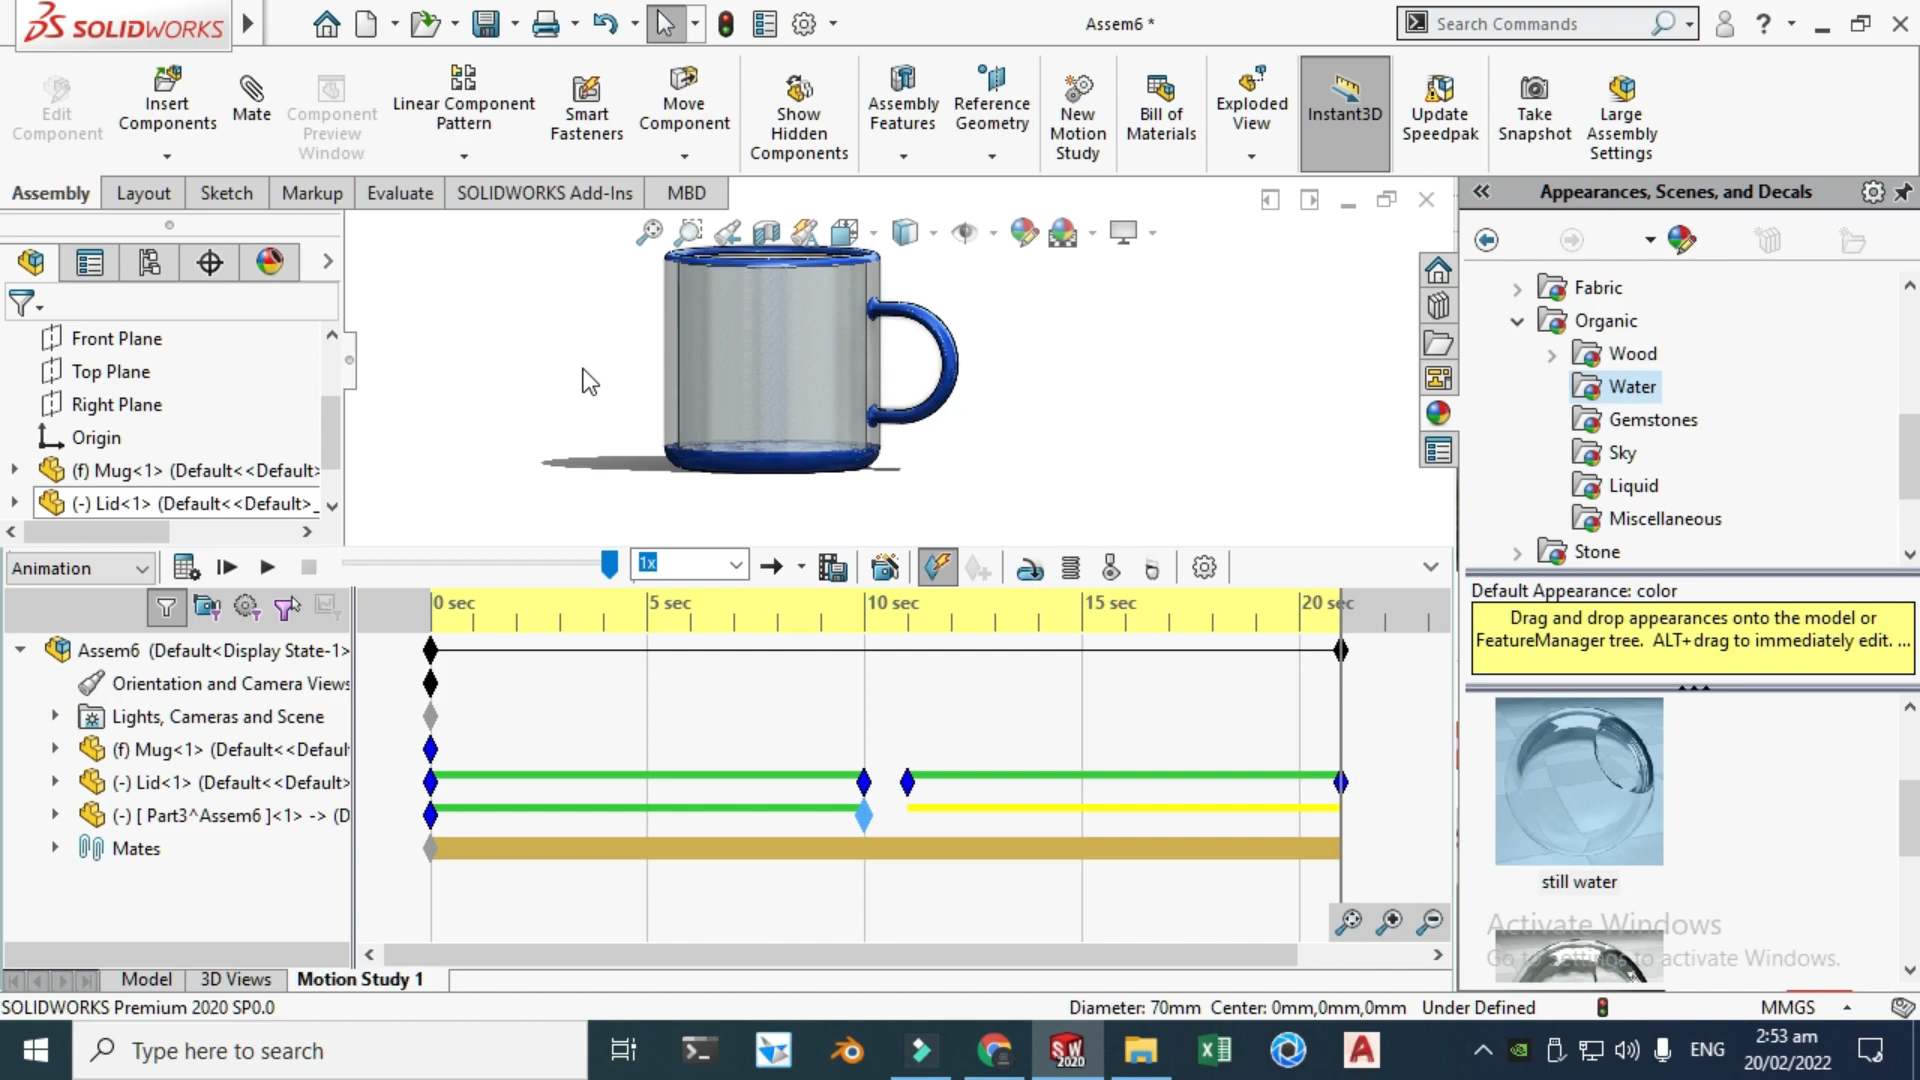 SOLIDWORKS
Assem6 *
Search Commands
?
Edit
Component
Insert
Components
Mate
Component
Preview
Window
Linear Component
Pattern
Smart
Fasteners
Move
Component
Show
Hidden
Components
Assembly
Features
Reference
Geometry
New
Motion
Study
Bill of
Materials
Exploded
View
Instant3D
Update
Speedpak
Take
Snapshot
Large
Assembly
Settings
Assembly
Layout
Sketch
Markup
Evaluate
SOLIDWORKS Add-Ins
MBD
Appearances, Scenes, and Decals
Front Plane
Top Plane
Right Plane
Origin
(f) Mug<1> (Default<<Default>
(-) Lid<1> (Default<<Default>_
Fabric
Organic
Wood
Water
Gemstones
Sky
Liquid
Miscellaneous
Stone
Default Appearance: color
Drag and drop appearances onto the model or
FeatureManager tree. ALT+drag to immediately edit. ...
still water
Animation
1x
0 sec
5 sec
10 sec
15 sec
20 sec
Assem6 (Default<Display State-1>
Orientation and Camera Views
Lights, Cameras and Scene
(f) Mug<1> (Default<<Defaul
(-) Lid<1> (Default<<Default>
(-) [ Part3^Assem6 ]<1> -> (D
Mates
Activate Windows
Go to Settings to activate Windows.
Model
3D Views
Motion Study 1
SOLIDWORKS Premium 2020 SP0.0
Diameter: 70mm Center: 0mm,0mm,0mm
Under Defined
MMGS
Type here to search
SW
2020
ENG
2:53 am
20/02/2022